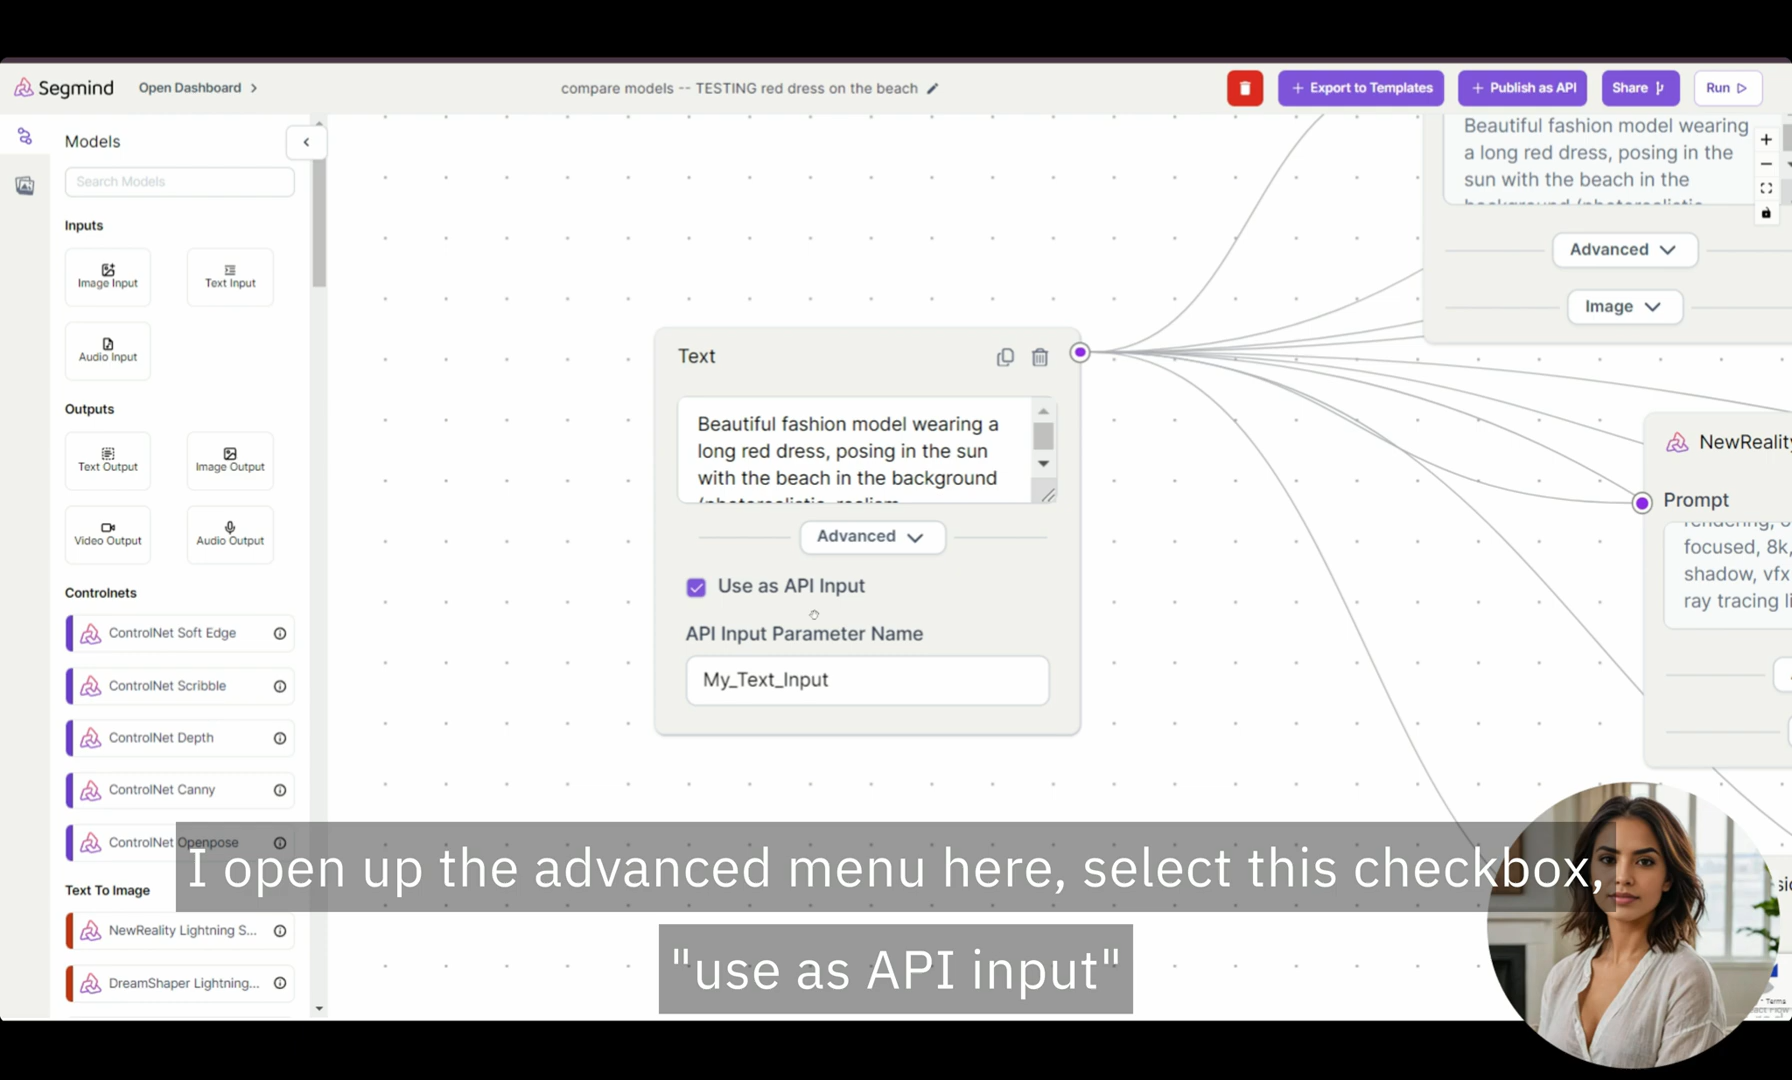 Segmind
Open Dashboard
compare models -- TESTING red dress on the beach
+ Export to Templates
+ Publish as API
Share
Run
Models
Search Models
Inputs
Image Input
Text Input
Audio Input
Outputs
Text Output
Image Output
Video Output
Audio Output
Controlnets
ControlNet Soft Edge
ControlNet Scribble
ControlNet Depth
ControlNet Canny
ControlNet Openpose
Text To Image
NewReality Lightning S...
DreamShaper Lightning...
Text
Beautiful fashion model wearing a
long red dress, posing in the sun
with the beach in the background
(photorealistic, realism
Advanced
Use as API Input
API Input Parameter Name
My_Text_Input
Beautiful fashion model wearing
a long red dress, posing in the
sun with the beach in the
background (photorealistic
Advanced
Image
NewReality
Prompt
focused, 8k,
shadow, vfx
ray tracing li
I open up the advanced menu here, select this checkbox,
"use as API input"
Terms